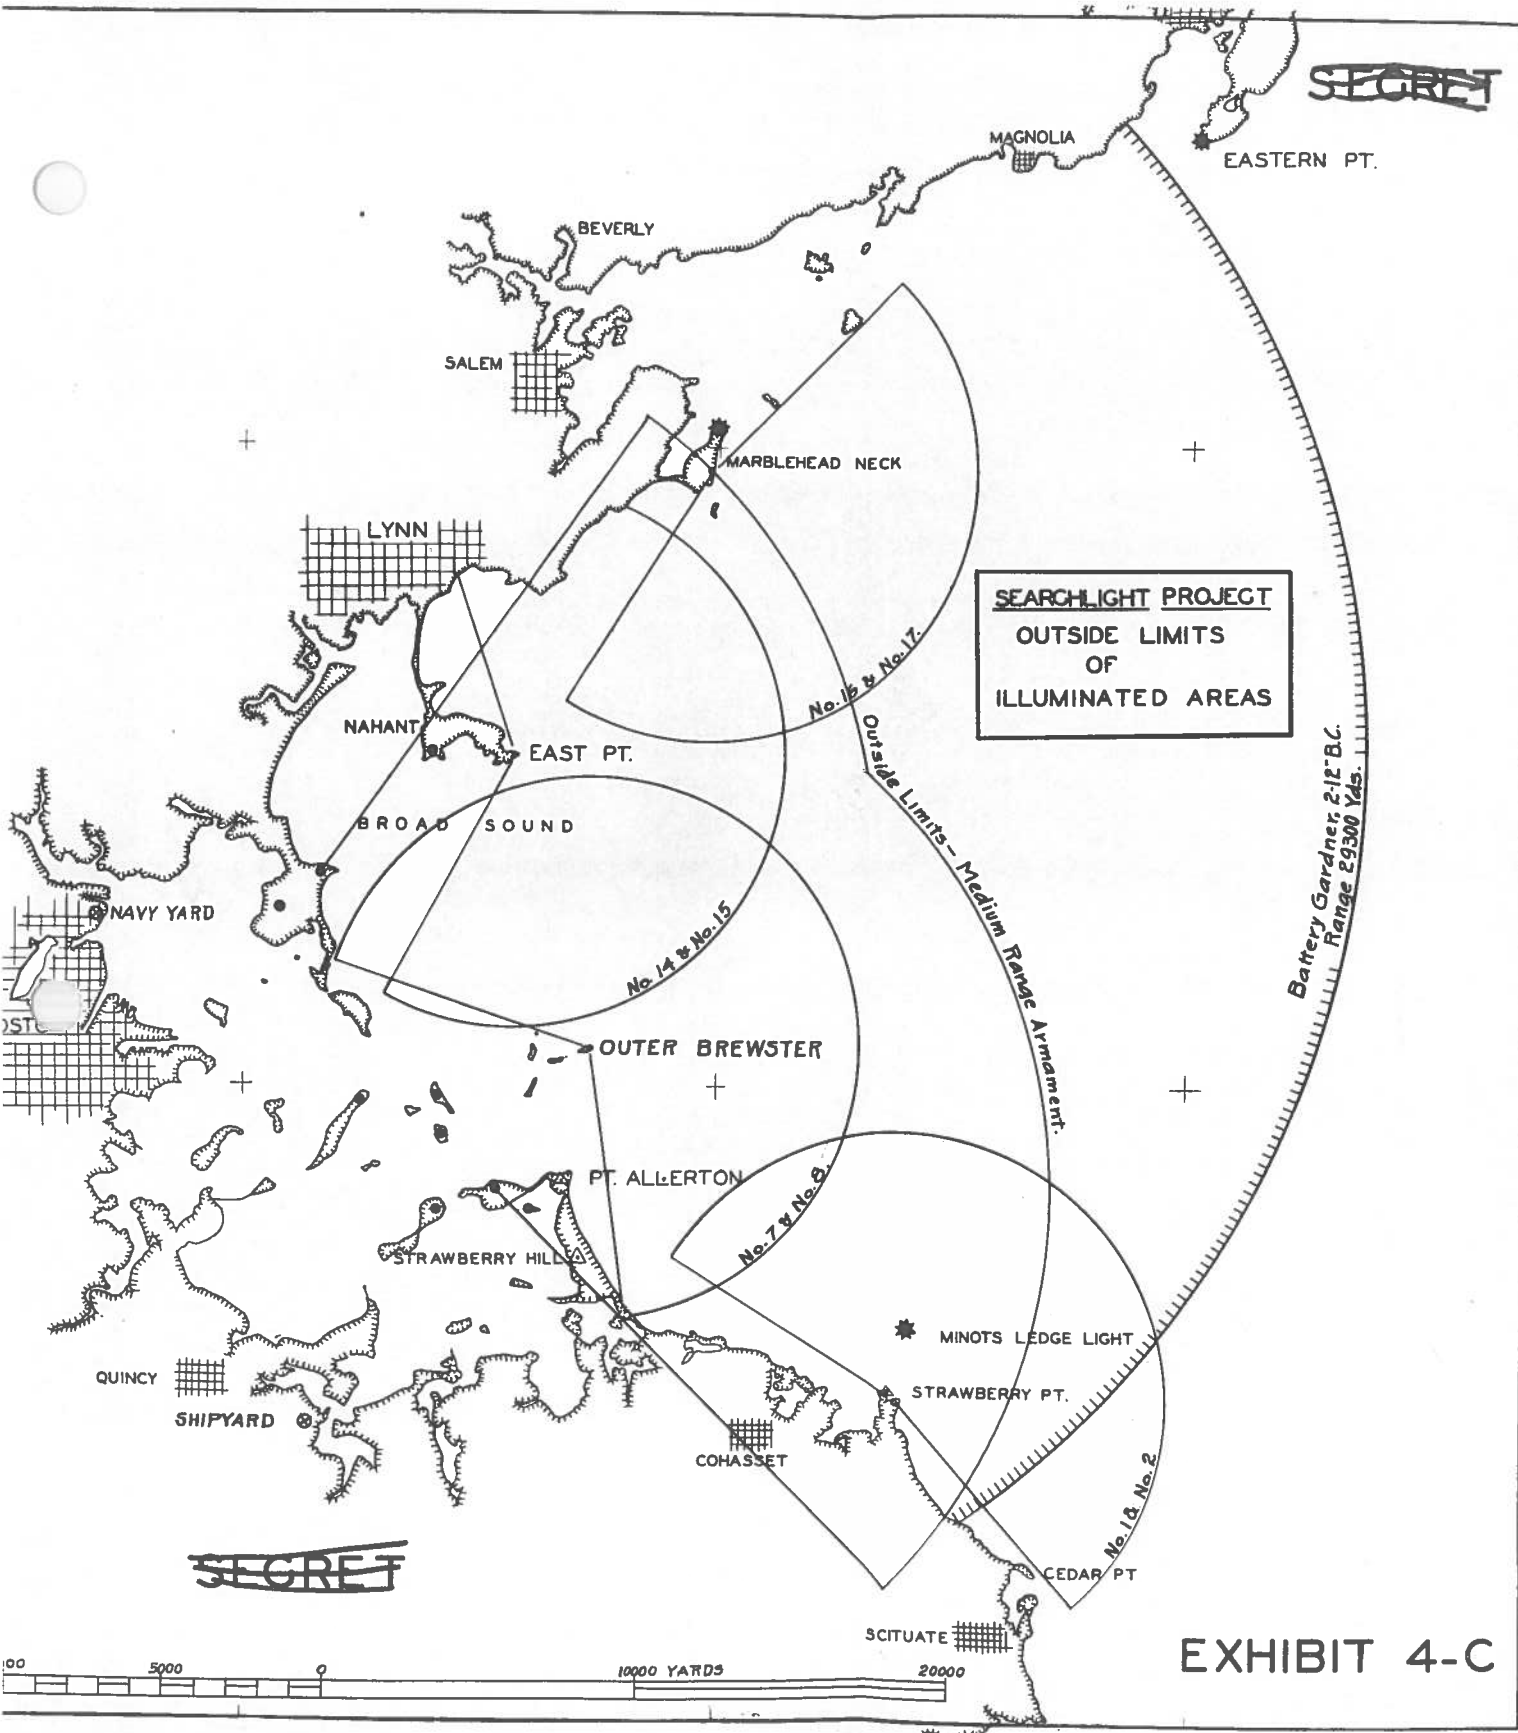 SECRET
MAGNOLIA
EASTERN PT.
BEVERLY
SALEM
MARBLEHEAD NECK
LYNN
SEARCHLIGHT PROJECT
OUTSIDE LIMITS
OF
ILLUMINATED AREAS
No. 16 & No. 17.
NAHANT
EAST PT.
Outside Limits - Medium Range Armament.
Battery Gardner, 2-12" B.C.
Range 29300 Yds.
BROAD SOUND
NAVY YARD
No. 14 & No. 15
OUTER BREWSTER
PT. ALLERTON
No. 7 & No. 8.
STRAWBERRY HILL
MINOTS LEDGE LIGHT
QUINCY
STRAWBERRY PT.
SHIPYARD
COHASSET
No. 1 & No. 2
SECRET
CEDAR PT
SCITUATE
EXHIBIT 4-C
5000 0 10000 YARDS 20000